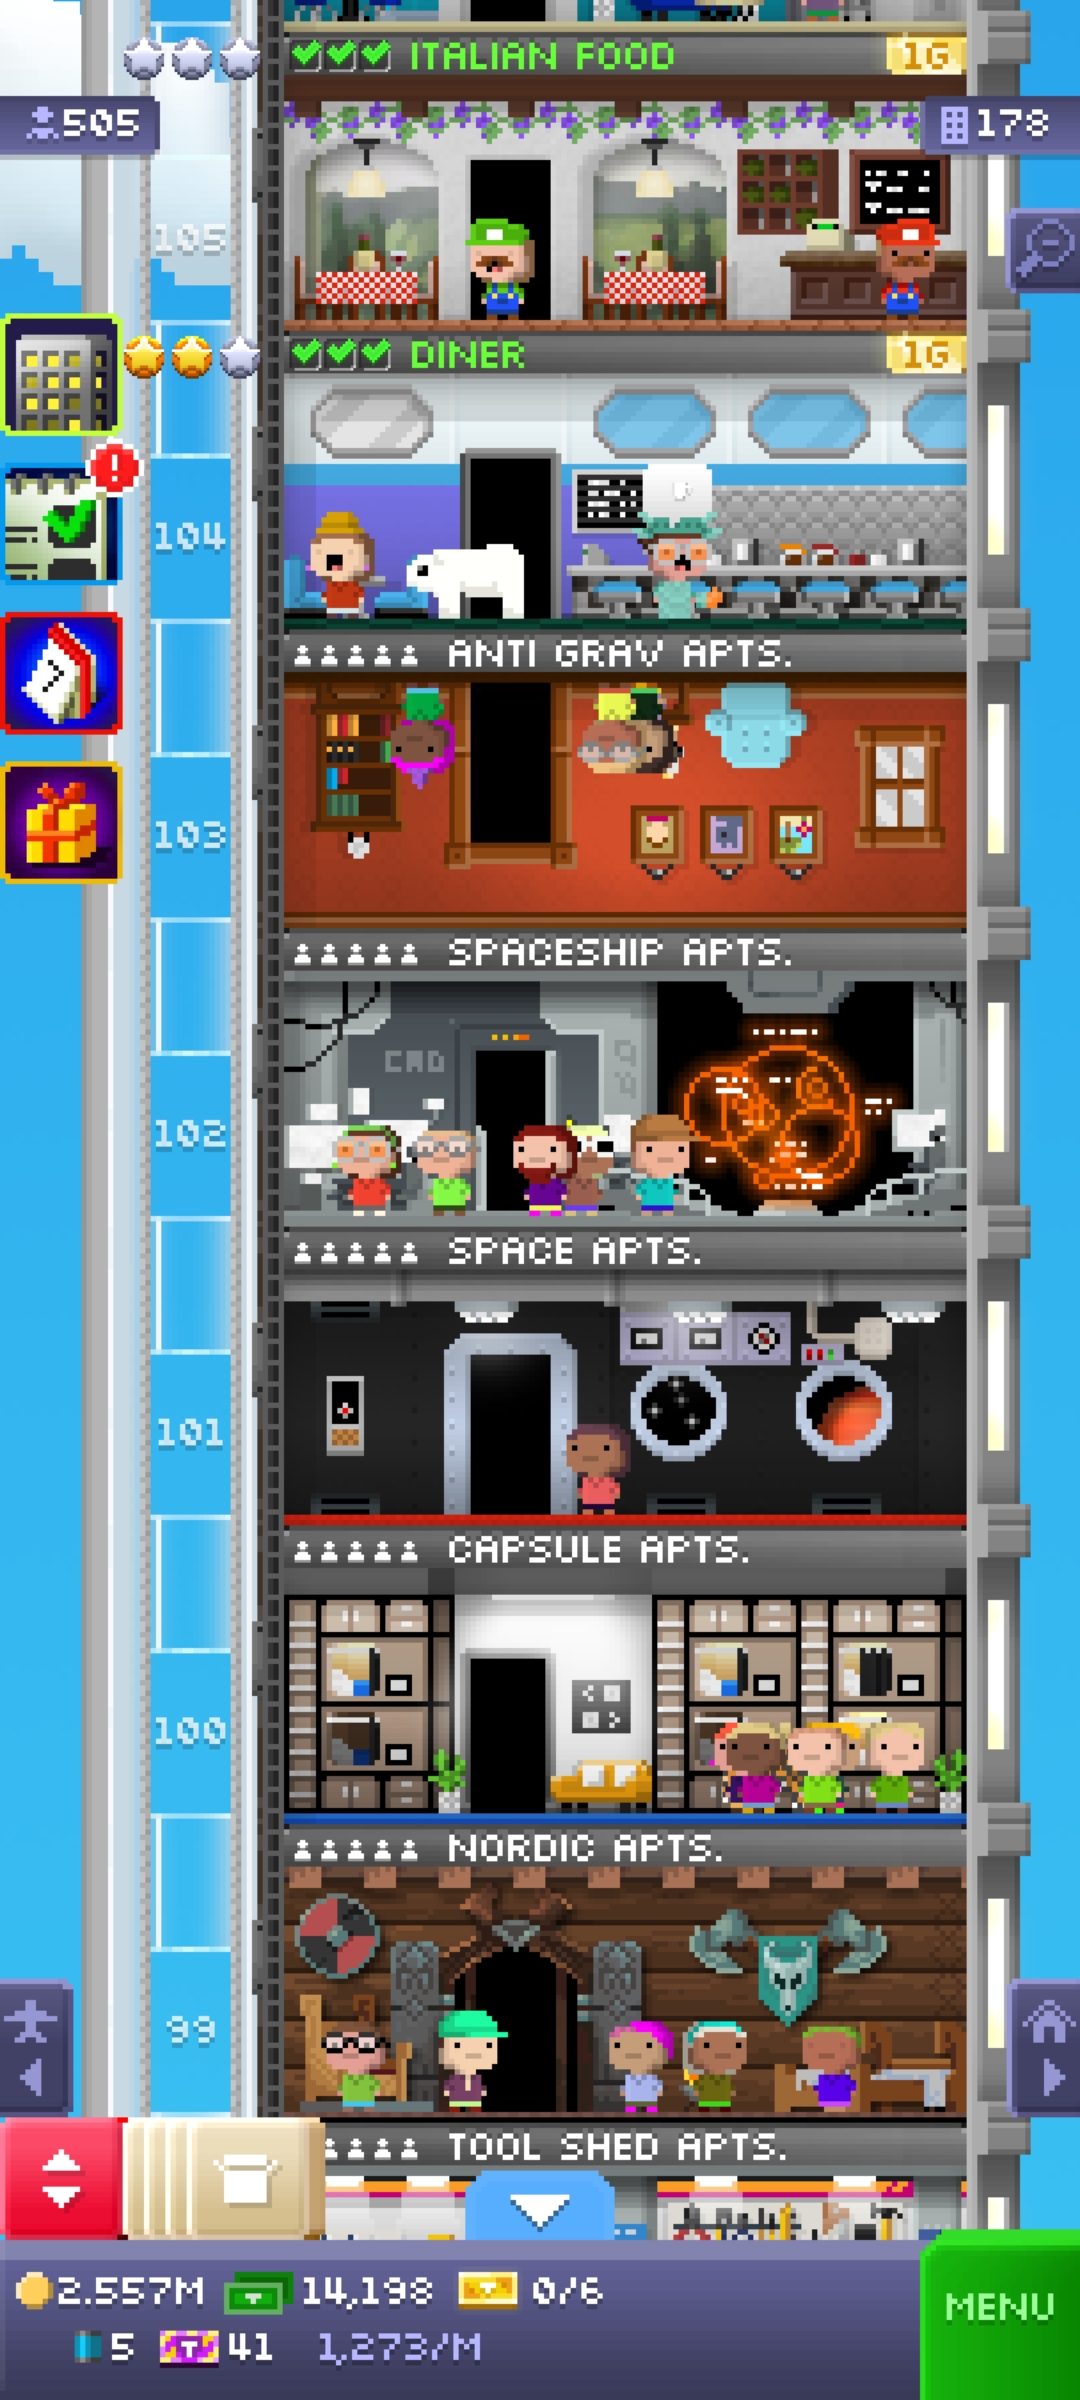 ITALIAN FOOD 1G
505
178
105
DINER 1G
104
ANTI GRAV APTS.
103
SPACESHIP APTS.
CRD
102
SPACE APTS.
101
CAPSULE APTS.
100
NORDIC APTS.
99
TOOL SHED APTS.
2.557M 14,198 0/6
5 41 1,273/M
MENU